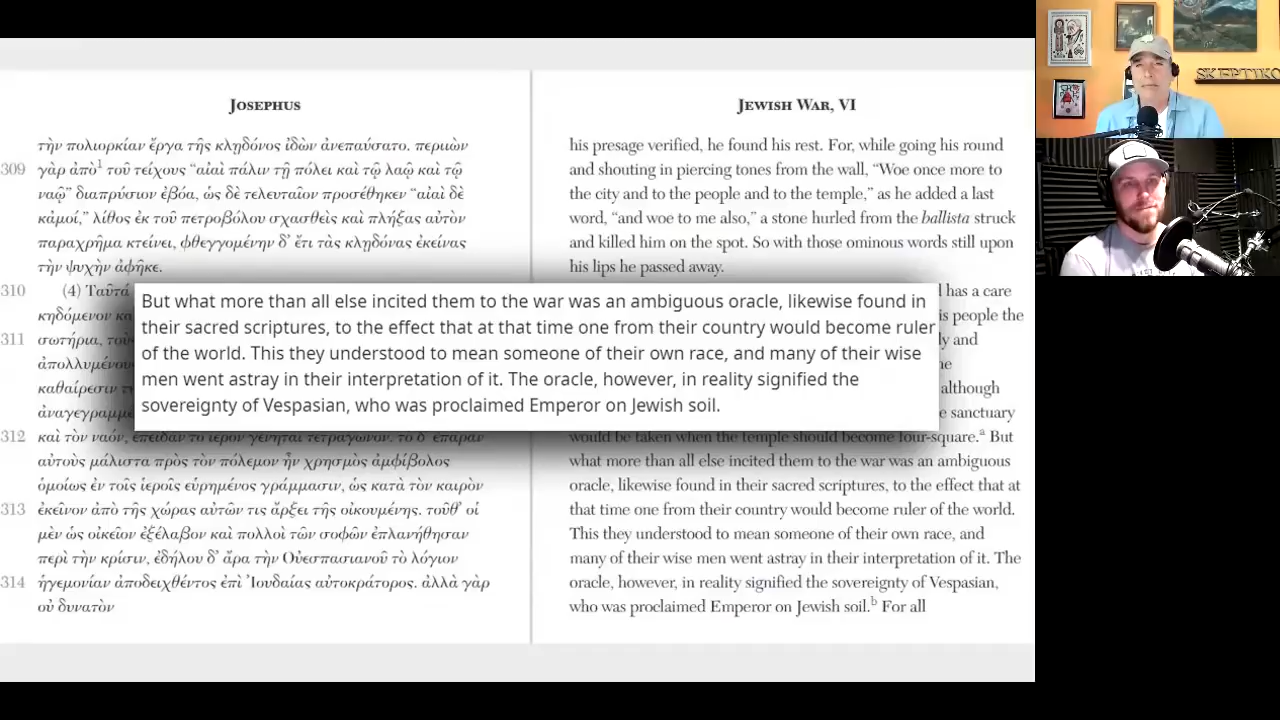 JOSEPHUS
τὴν πολιορκίαν ἔργα τῆς κληδόνος ἰδὼν ἀνεπαύσατο. περιιὼν
309 γὰρ ἀπὸ¹ τοῦ τείχους “αἰαὶ πάλιν τῇ πόλει καὶ τῷ λαῷ καὶ τῷ
ναῷ” διαπρύσιον ἐβόα, ὡς δὲ τελευταῖον προσέθηκεν “αἰαὶ δὲ
κἀμοί,” λίθος ἐκ τοῦ πετροβόλου σχασθεὶς καὶ πλήξας αὐτὸν
παραχρῆμα κτείνει, φθεγγομένην δ’ ἔτι τὰς κληδόνας ἐκείνας
τὴν ψυχὴν ἀφῆκε.
310 (4) Ταῦτά
κηδόμενον
311 σωτήρια,
ἀπολλυμένου
καθαίρεσιν
ἀναγεγραμμε
312 καὶ τὸν ναόν, ἐπειδὰν τὸ ἱερὸν γένηται τετράγωνον. τὸ δ’ ἐπᾶραν
αὐτοὺς μάλιστα πρὸς τὸν πόλεμον ἦν χρησμὸς ἀμφίβολος
ὁμοίως ἐν τοῖς ἱεροῖς εὑρημένος γράμμασιν, ὡς κατὰ τὸν καιρὸν
313 ἐκεῖνον ἀπὸ τῆς χώρας αὐτῶν τις ἄρξει τῆς οἰκουμένης. τοῦθ’ οἱ
μὲν ὡς οἰκεῖον ἐξέλαβον καὶ πολλοὶ τῶν σοφῶν ἐπλανήθησαν
περὶ τὴν κρίσιν, ἐδήλου δ’ ἄρα τὴν Οὐεσπασιανοῦ τὸ λόγιον
314 ἡγεμονίαν ἀποδειχθέντος ἐπὶ Ἰουδαίας αὐτοκράτορος. ἀλλὰ γὰρ
οὐ δυνατὸν
JEWISH WAR, VI
his presage verified, he found his rest. For, while going his round
and shouting in piercing tones from the wall, “Woe once more to
the city and to the people and to the temple,” as he added a last
word, “and woe to me also,” a stone hurled from the ballista struck
and killed him on the spot. So with those ominous words still upon
his lips he passed away.
has a care
is people the
and
although
e sanctuary
would be taken when the temple should become four-square.ᵃ But
what more than all else incited them to the war was an ambiguous
oracle, likewise found in their sacred scriptures, to the effect that at
that time one from their country would become ruler of the world.
This they understood to mean someone of their own race, and
many of their wise men went astray in their interpretation of it. The
oracle, however, in reality signified the sovereignty of Vespasian,
who was proclaimed Emperor on Jewish soil.ᵇ For all
But what more than all else incited them to the war was an ambiguous oracle, likewise found in
their sacred scriptures, to the effect that at that time one from their country would become ruler
of the world. This they understood to mean someone of their own race, and many of their wise
men went astray in their interpretation of it. The oracle, however, in reality signified the
sovereignty of Vespasian, who was proclaimed Emperor on Jewish soil.
SKEPTIKO